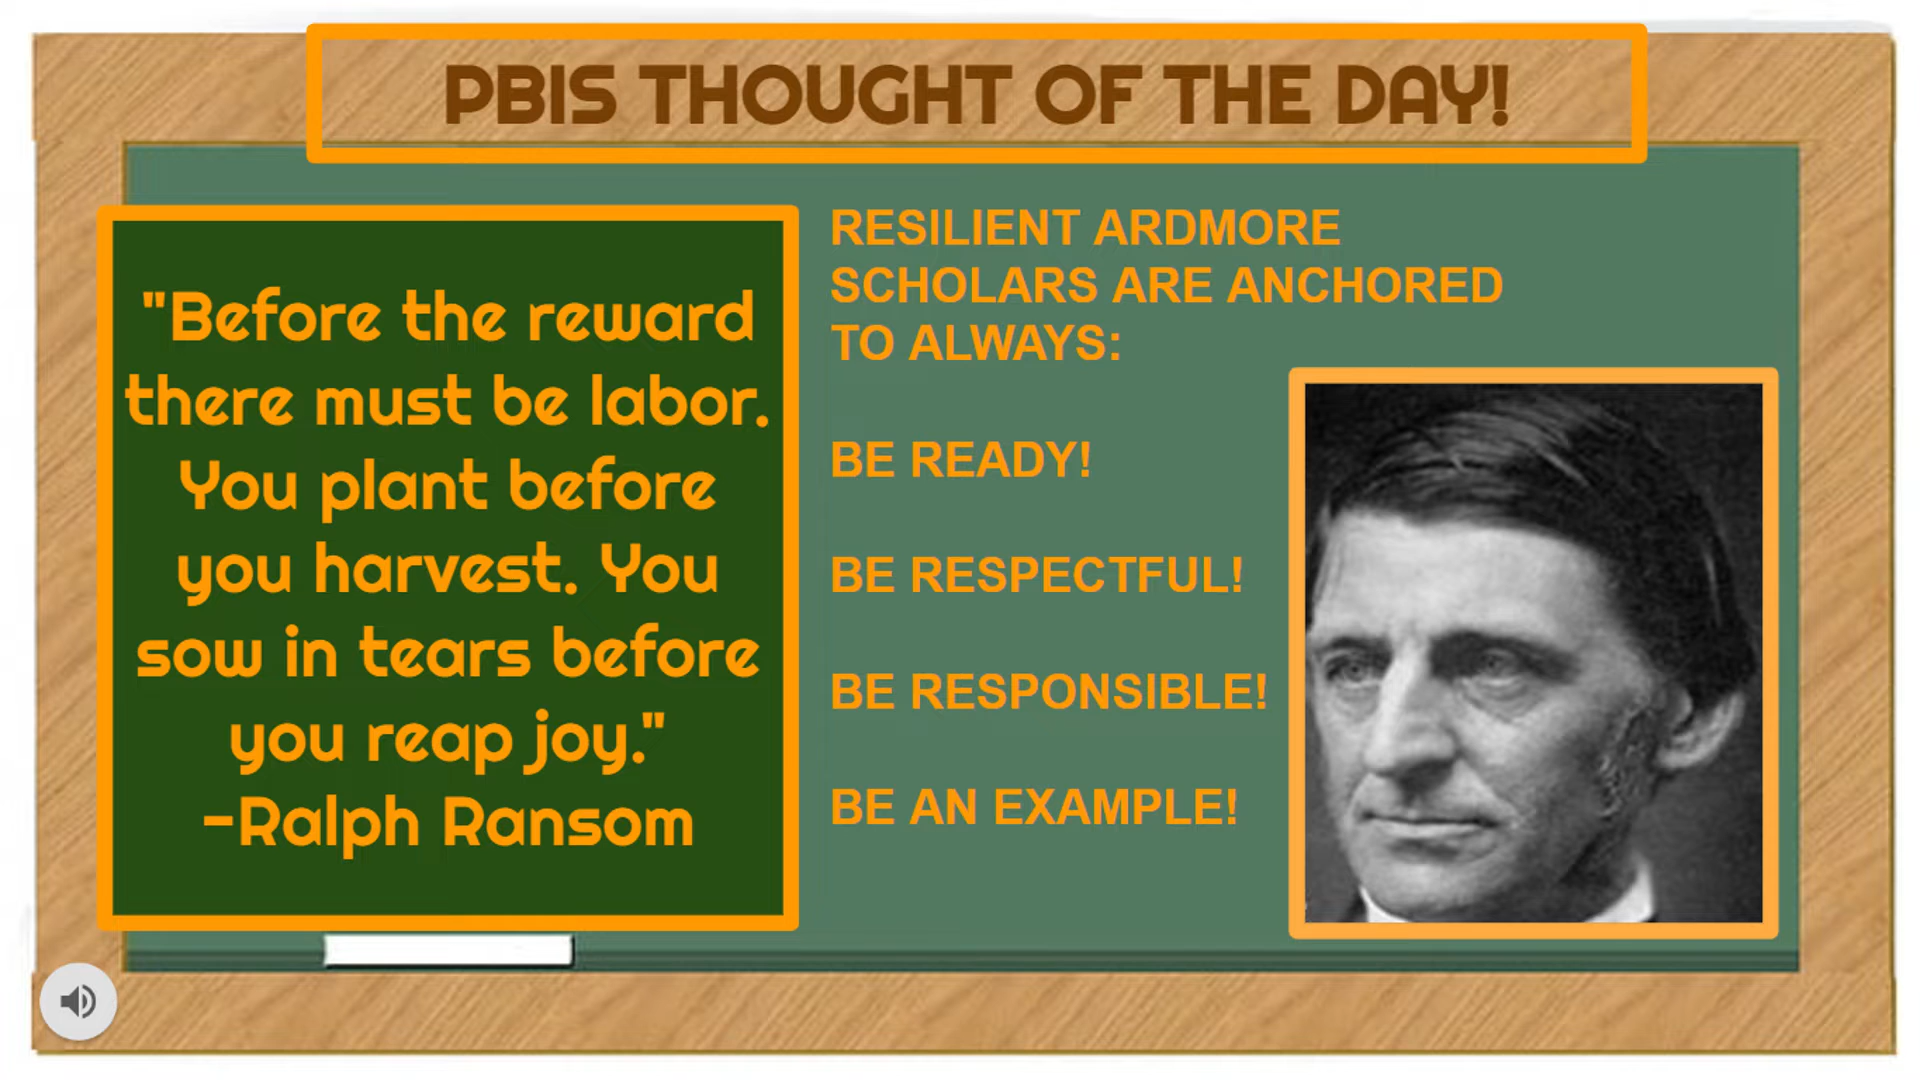 PBIS THOUGHT OF THE DAY!
"Before the reward
there must be labor.
You plant before
you harvest. You
sow in tears before
you reap joy."
-Ralph Ransom
RESILIENT ARDMORE
SCHOLARS ARE ANCHORED
TO ALWAYS:
BE READY!
BE RESPECTFUL!
BE RESPONSIBLE!
BE AN EXAMPLE!